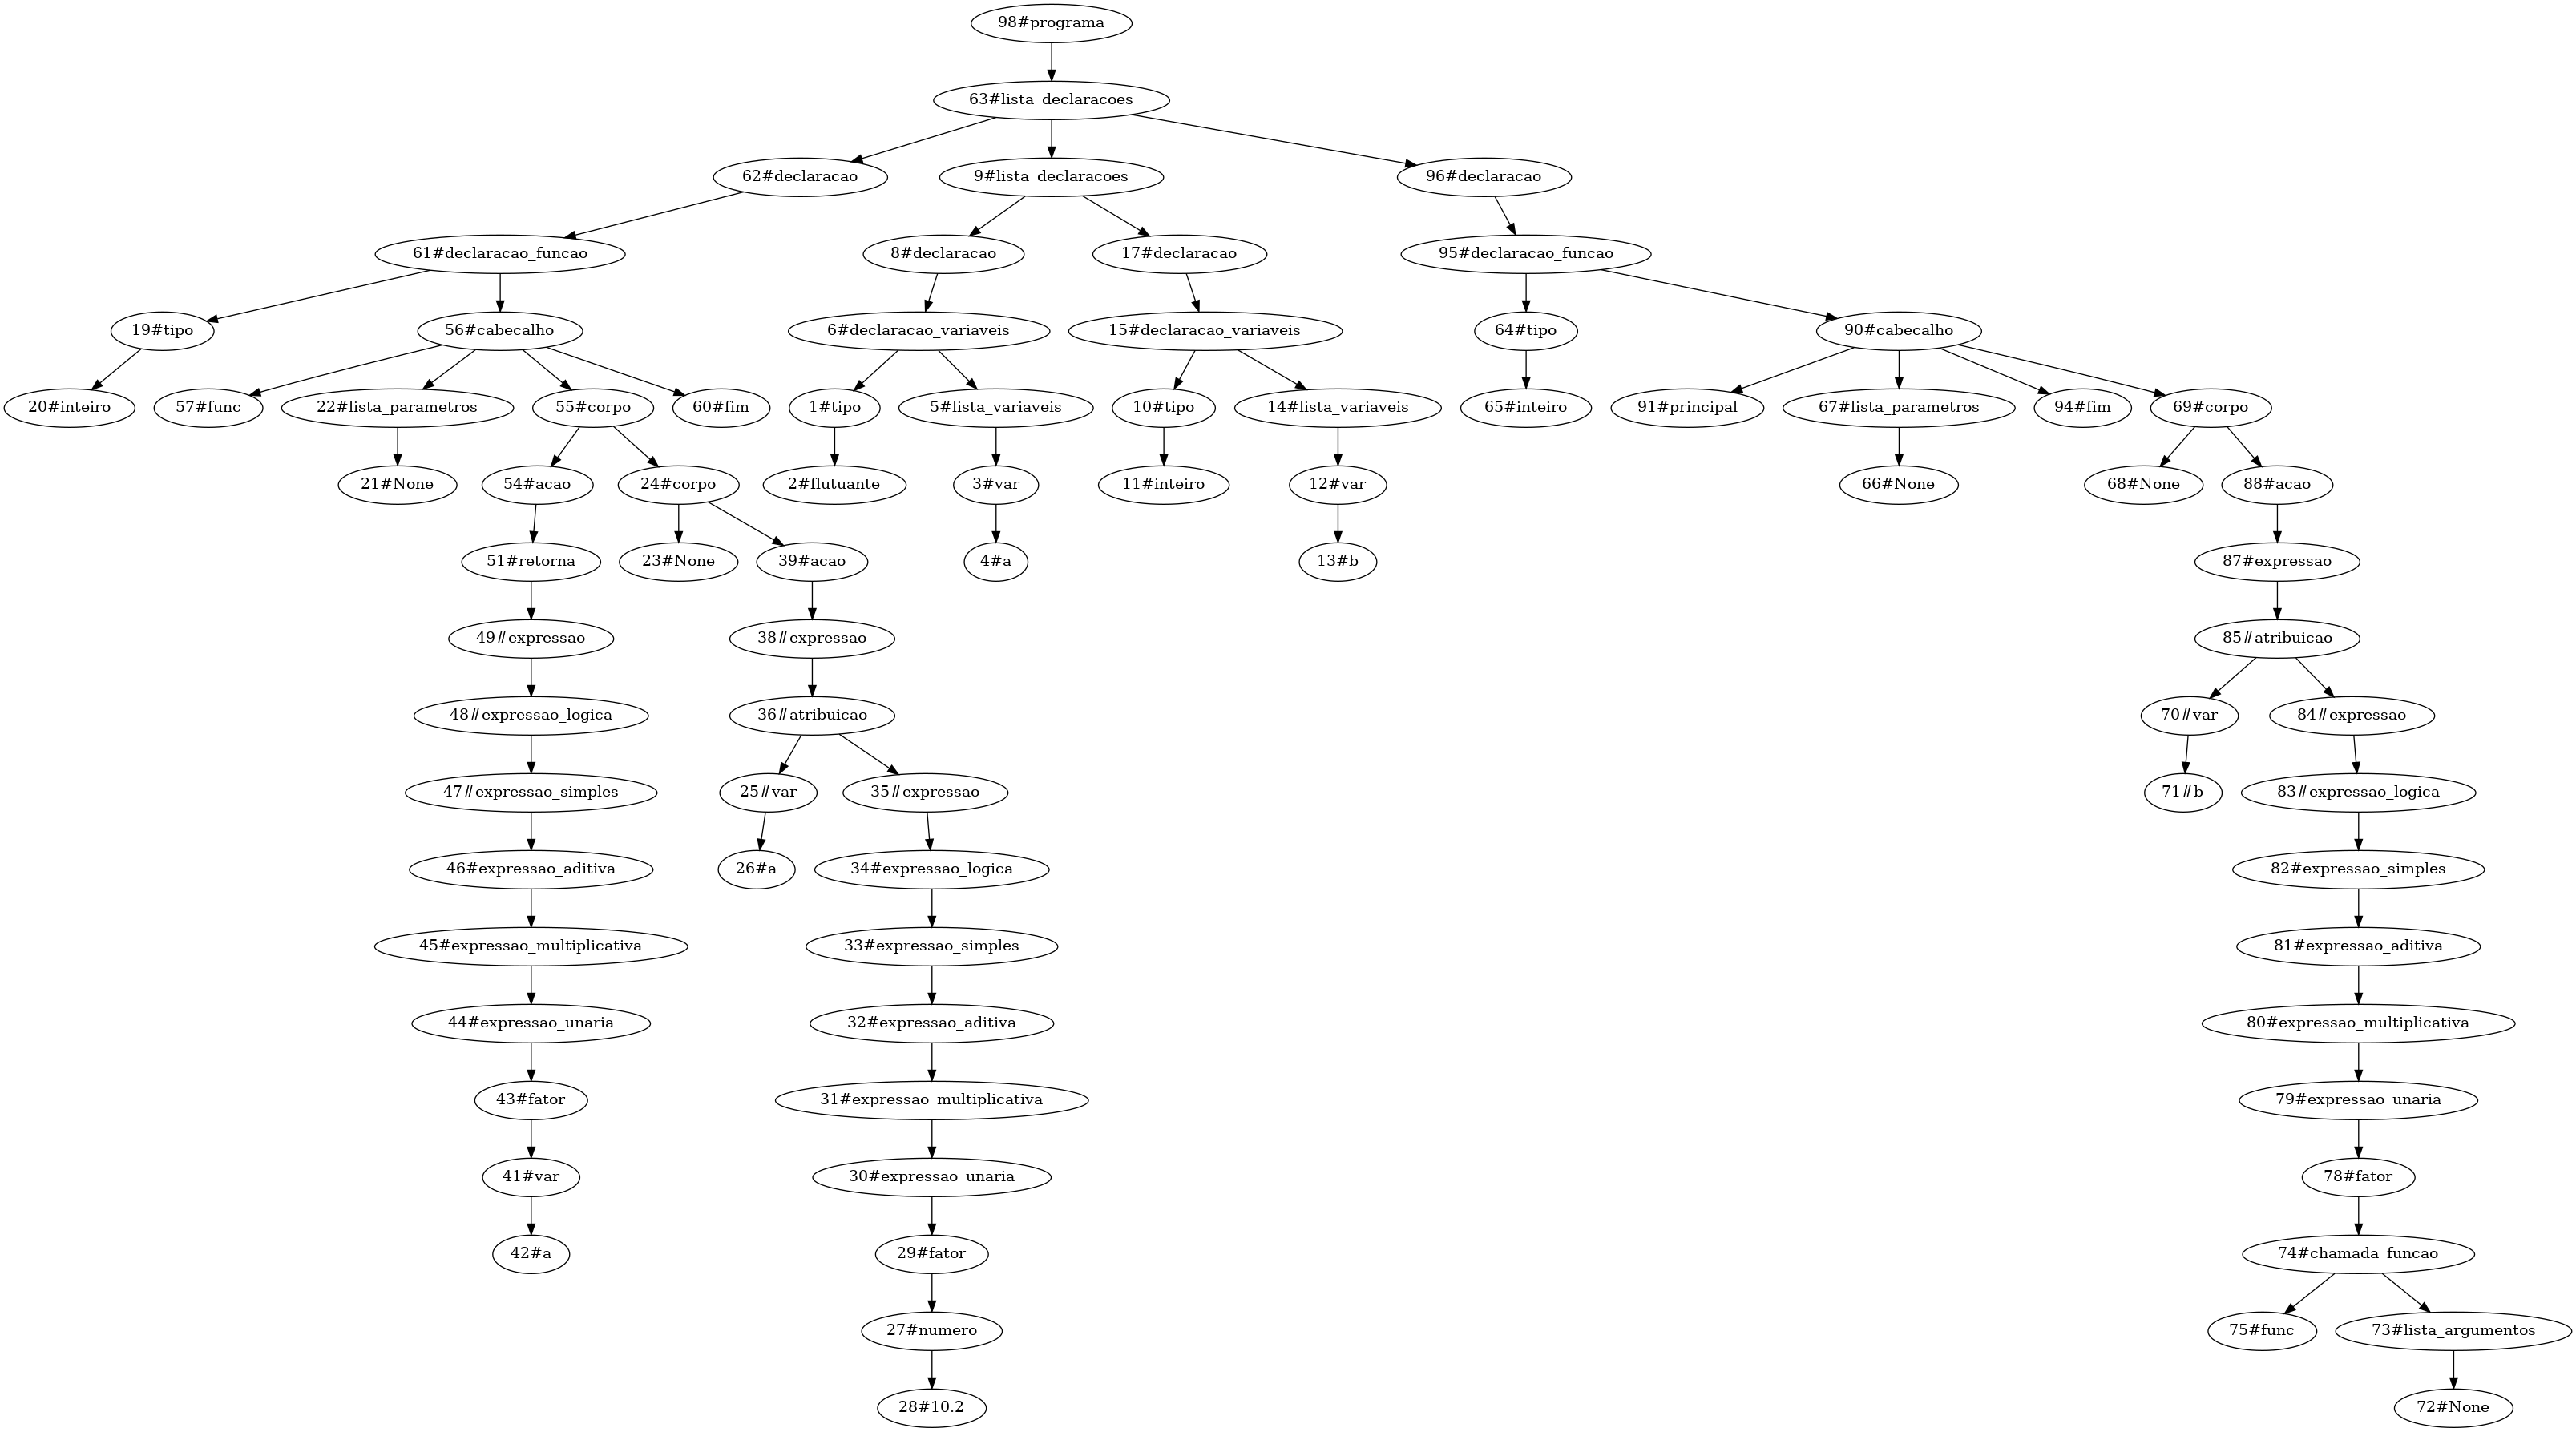 98#programa
63#lista_declaracoes
62#declaracao
9#lista_declaracoes
96#declaracao
61#declaracao_funcao
8#declaracao
17#declaracao
95#declaracao_funcao
19#tipo
56#cabecalho
6#declaracao_variaveis
15#declaracao_variaveis
64#tipo
90#cabecalho
20#inteiro
57#func
22#lista_parametros
55#corpo
60#fim
1#tipo
5#lista_variaveis
10#tipo
14#lista_variaveis
65#inteiro
91#principal
67#lista_parametros
94#fim
69#corpo
21#None
54#acao
24#corpo
2#flutuante
3#var
11#inteiro
12#var
66#None
68#None
88#acao
51#retorna
23#None
39#acao
4#a
13#b
87#expressao
49#expressao
38#expressao
85#atribuicao
48#expressao_logica
36#atribuicao
70#var
84#expressao
47#expressao_simples
25#var
35#expressao
71#b
83#expressao_logica
46#expressao_aditiva
26#a
34#expressao_logica
82#expressao_simples
45#expressao_multiplicativa
33#expressao_simples
81#expressao_aditiva
44#expressao_unaria
32#expressao_aditiva
80#expressao_multiplicativa
43#fator
31#expressao_multiplicativa
79#expressao_unaria
41#var
30#expressao_unaria
78#fator
42#a
29#fator
74#chamada_funcao
27#numero
75#func
73#lista_argumentos
28#10.2
72#None